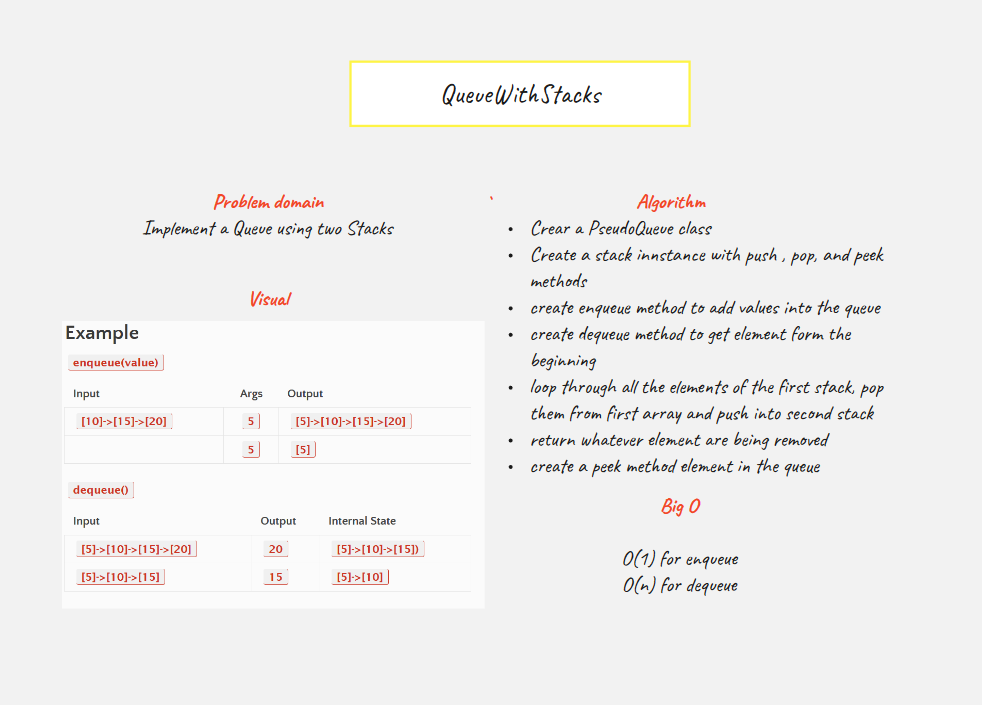 QueueWithStacks
Problem domain
Implement a Queue using two Stacks
Visual
Example
enqueue(value)
Input Args Output
[10]->[15]->[20] 5 [5]->[10]->[15]->[20]
5 [5]
dequeue()
Input Output Internal State
[5]->[10]->[15]->[20] 20 [5]->[10]->[15])
[5]->[10]->[15] 15 [5]->[10]
`
Algorithm
• Crear a PseudoQueue class
• Create a stack innstance with push , pop, and peek
methods
• create enqueue method to add values into the queue
• create dequeue method to get element form the
beginning
• loop through all the elements of the first stack, pop
them from first array and push into second stack
• return whatever element are being removed
• create a peek method element in the queue
Big O
O(1) for enqueue
O(n) for dequeue